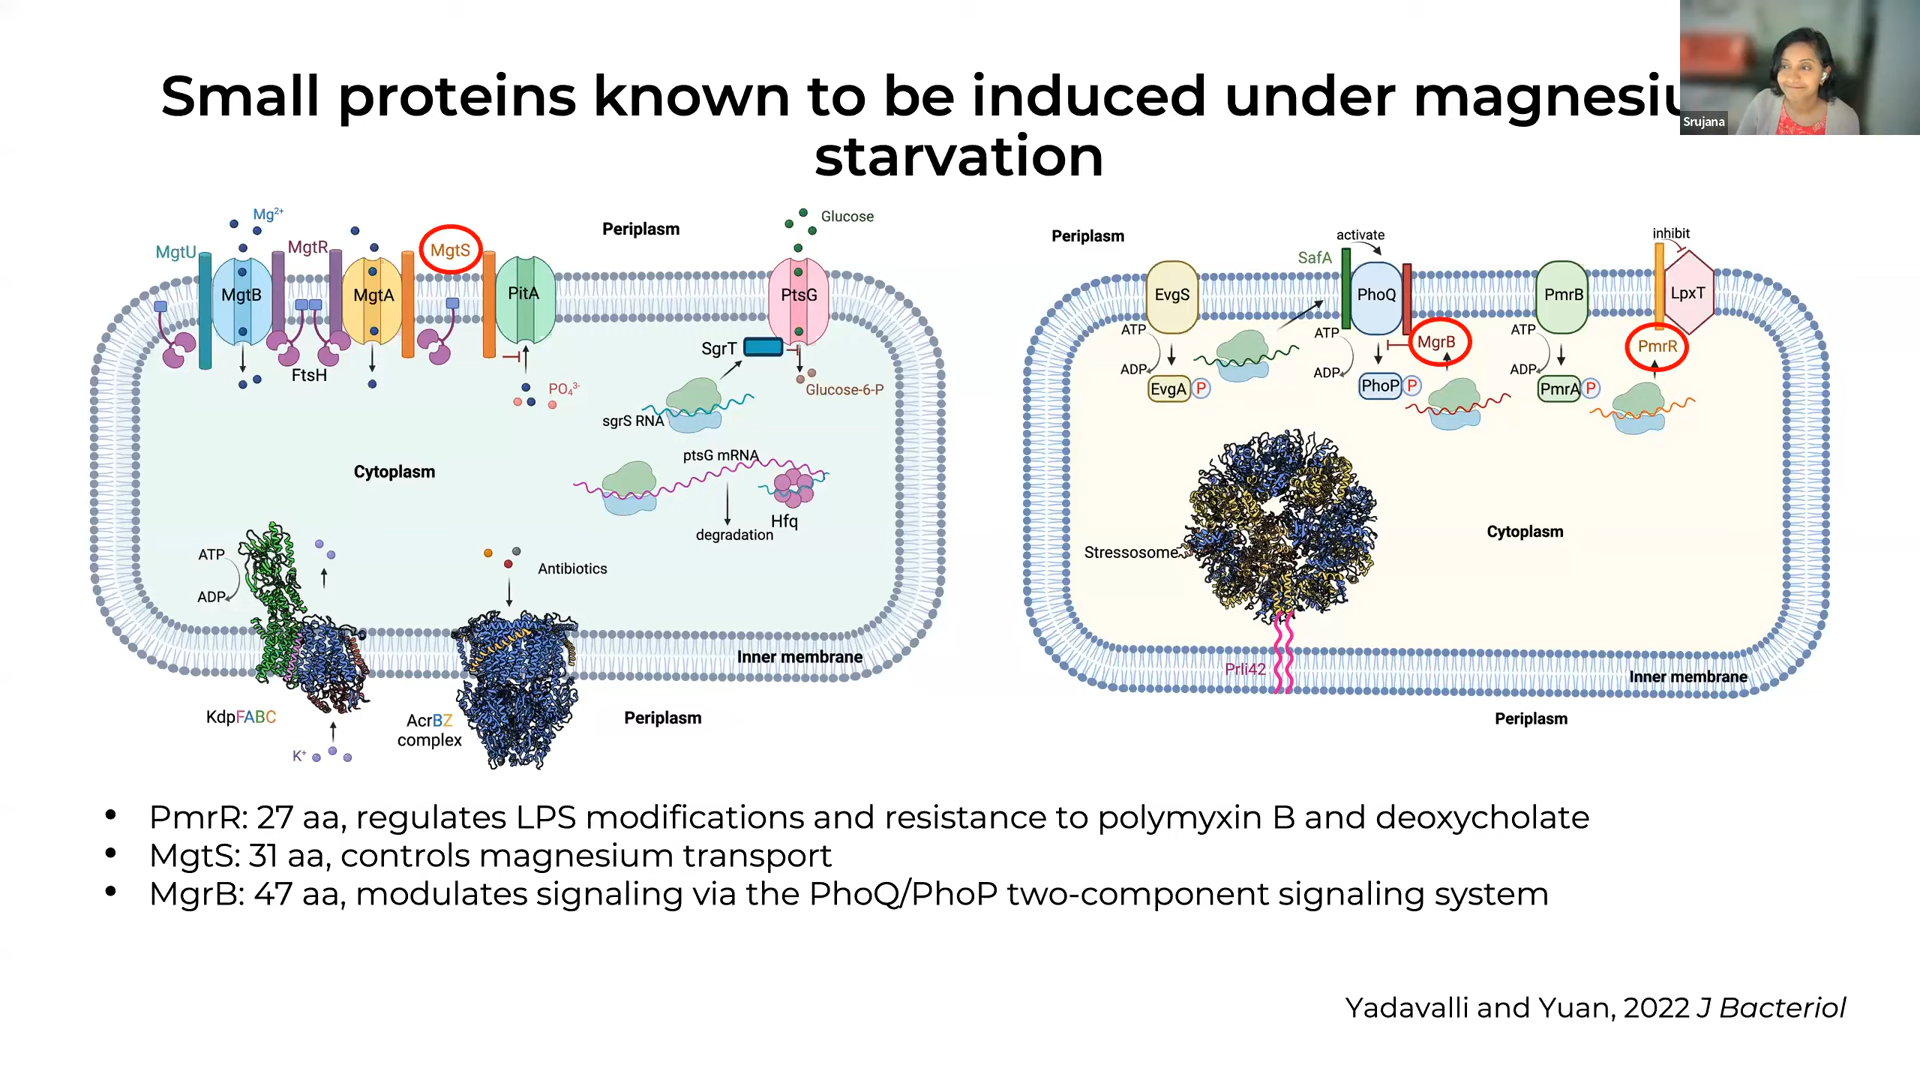 Small proteins known to be induced under magnesiu
starvation
Srujana
Mg2+
MgtU
MgtR
MgtS
Periplasm
Glucose
MgtB
MgtA
PitA
PtsG
FtsH
SgrT
PO43-
Glucose-6-P
sgrS RNA
Cytoplasm
ptsG mRNA
Hfq
degradation
ATP
ADP
Antibiotics
Inner membrane
KdpFABC
AcrBZ
complex
Periplasm
K+
Periplasm
activate
inhibit
SafA
EvgS
PhoQ
PmrB
LpxT
ATP
ATP
ATP
MgrB
PmrR
ADP
ADP
ADP
EvgA P
PhoP P
PmrA P
Stressosome
Cytoplasm
Prli42
Inner membrane
Periplasm
• PmrR: 27 aa, regulates LPS modifications and resistance to polymyxin B and deoxycholate
• MgtS: 31 aa, controls magnesium transport
• MgrB: 47 aa, modulates signaling via the PhoQ/PhoP two-component signaling system
Yadavalli and Yuan, 2022 J Bacteriol